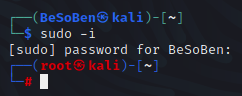 ┌──(BeSoBen㉿kali)-[~]
└─$ sudo -i
[sudo] password for BeSoBen:
┌──(root㉿kali)-[~]
└─#